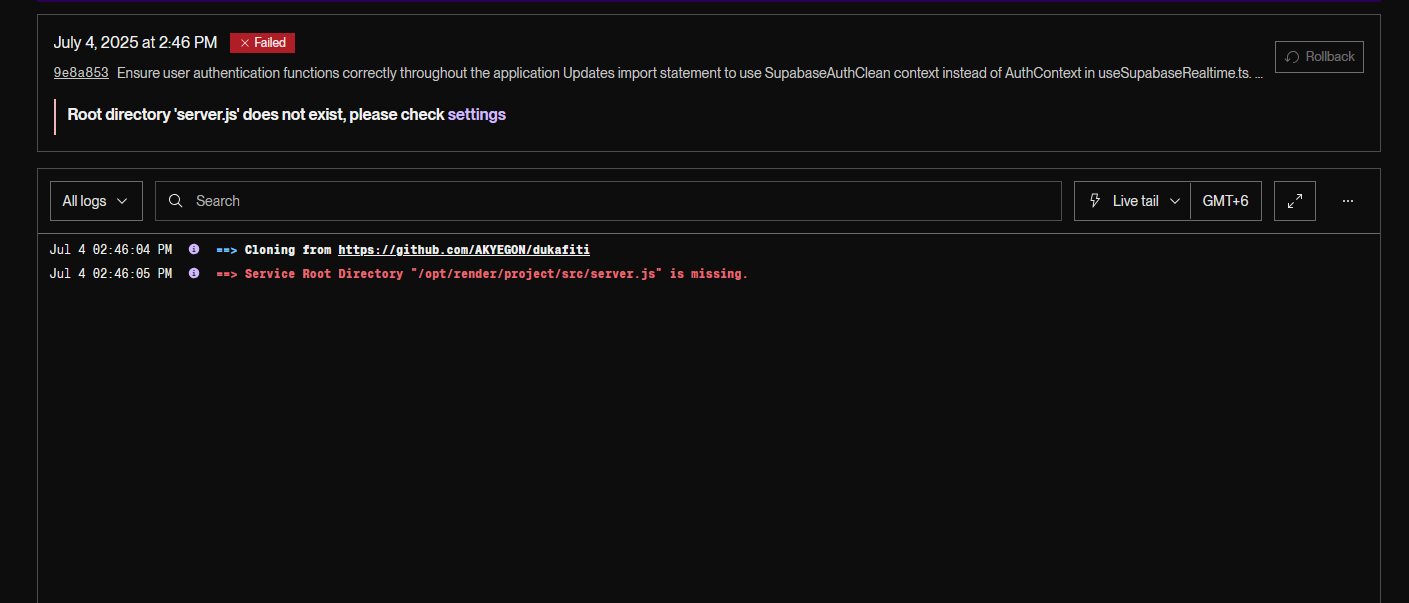 July 4, 2025 at 2:46 PM Failed
9e8a853 Ensure user authentication functions correctly throughout the application Updates import statement to use SupabaseAuthClean context instead of AuthContext in useSupabaseRealtime.ts. ...
Rollback
Root directory 'server.js' does not exist, please check settings
All logs Search Live tail GMT+6 ...
Jul 4 02:46:04 PM ==> Cloning from https://github.com/AKYEGON/dukafiti
Jul 4 02:46:05 PM ==> Service Root Directory "/opt/render/project/src/server.js" is missing.